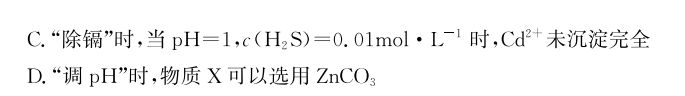 C.“除镉”时,当 pH=1,c(H₂S)=0.01mol·L⁻¹ 时,Cd²⁺未沉淀完全
D.“调 pH”时,物质 X 可以选用 ZnCO₃